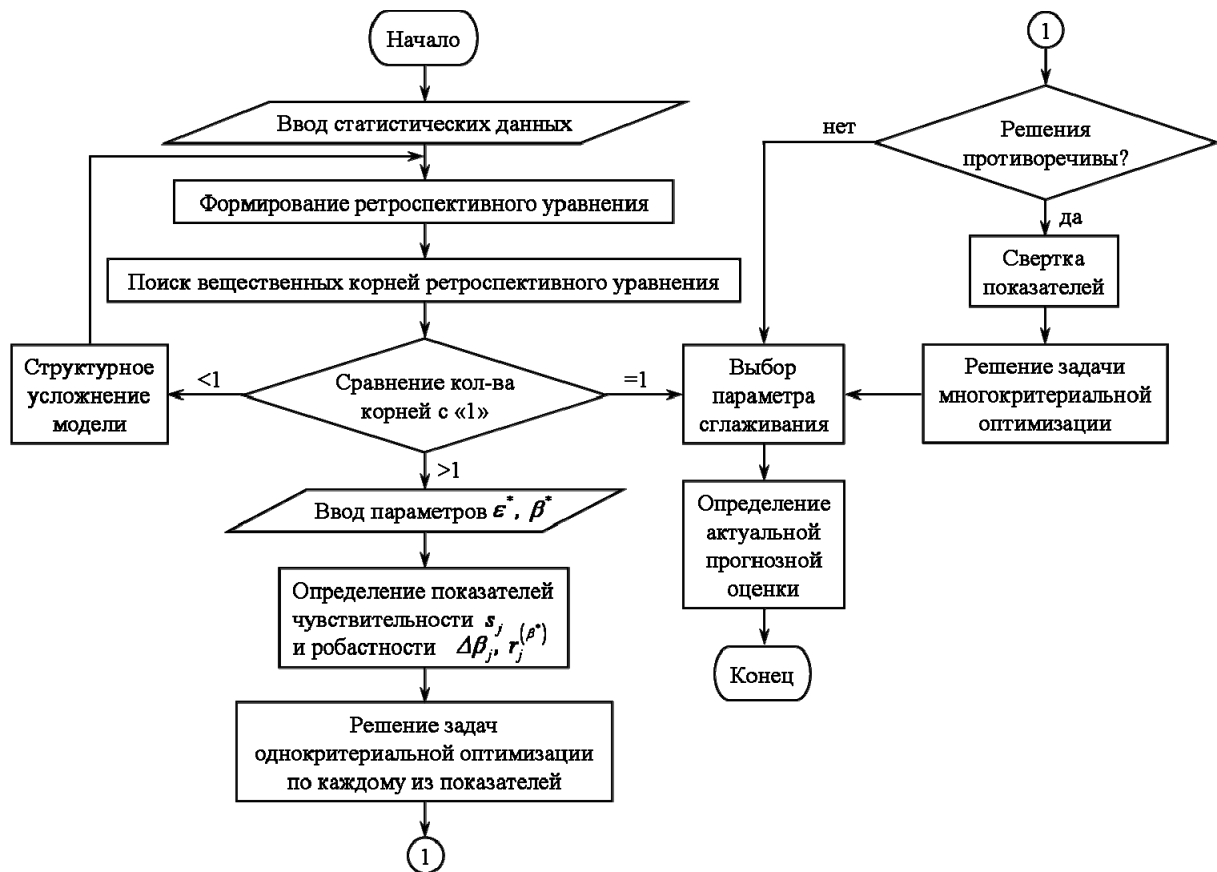 Начало
Ввод статистических данных
Формирование ретроспективного уравнения
Поиск вещественных корней ретроспективного уравнения
Структурное
усложнение
модели
<1
Сравнение кол-ва
корней с «1»
=1
>1
Ввод параметров ε*, β*
Определение показателей
чувствительности s_j
и робастности Δβ_j, r_j^(β*)
Решение задач
однокритериальной оптимизации
по каждому из показателей
1
1
Решения
противоречивы?
нет
да
Свертка
показателей
Решение задачи
многокритериальной
оптимизации
Выбор
параметра
сглаживания
Определение
актуальной
прогнозной
оценки
Конец